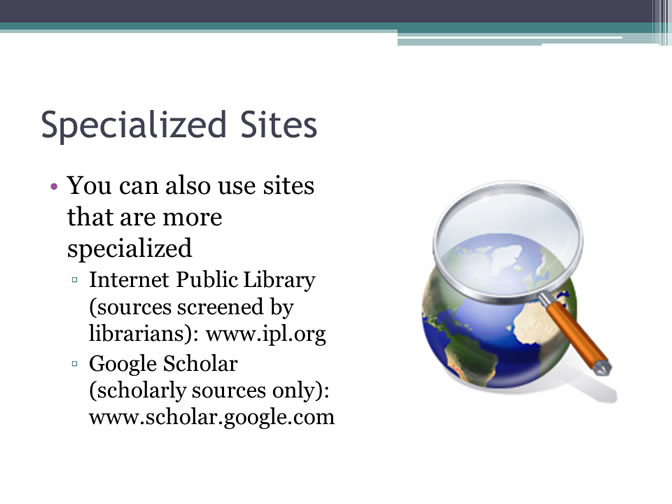 Specialized Sites
• You can also use sites
that are more
specialized
▫ Internet Public Library
(sources screened by
librarians): www.ipl.org
▫ Google Scholar
(scholarly sources only):
www.scholar.google.com